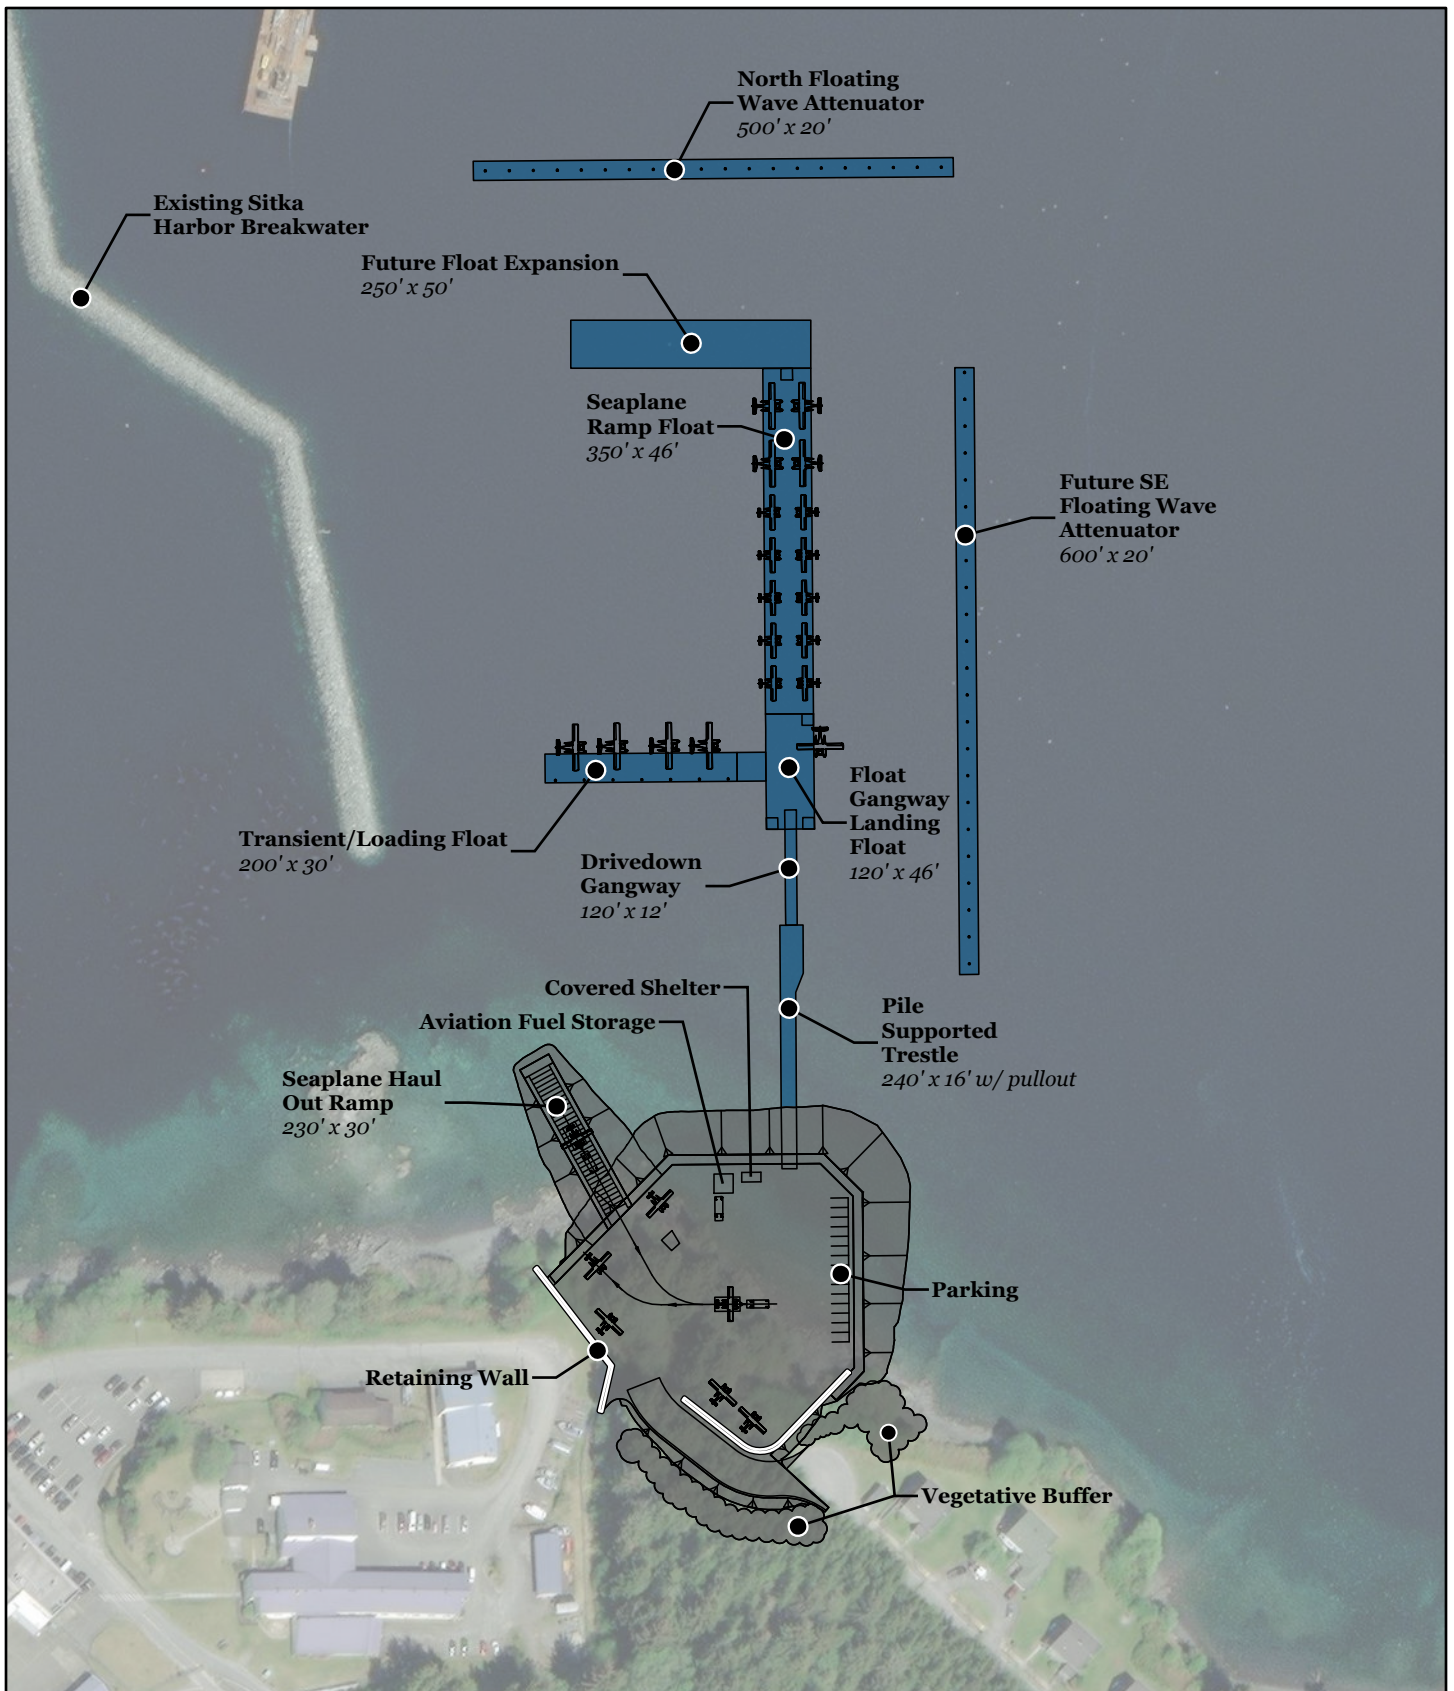 North Floating
Wave Attenuator
500' x 20'
Existing Sitka
Harbor Breakwater
Future Float Expansion
250' x 50'
Seaplane
Ramp Float
350' x 46'
Future SE
Floating Wave
Attenuator
600' x 20'
Float
Gangway
Landing
Float
120' x 46'
Transient/Loading Float
200' x 30'
Drivedown
Gangway
120' x 12'
Covered Shelter
Aviation Fuel Storage
Pile
Supported
Trestle
240' x 16' w/ pullout
Seaplane Haul
Out Ramp
230' x 30'
Parking
Retaining Wall
Vegetative Buffer